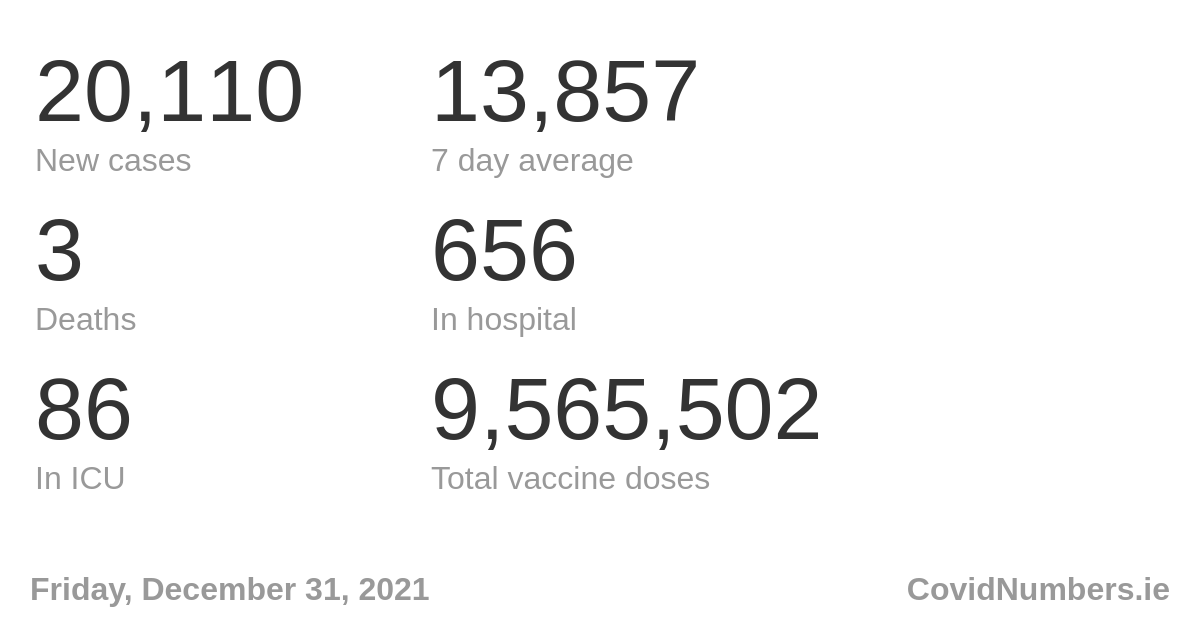 20,110 13,857
New cases 7 day average
3 656
Deaths In hospital
86 9,565,502
In ICU Total vaccine doses
Friday, December 31, 2021 CovidNumbers.ie